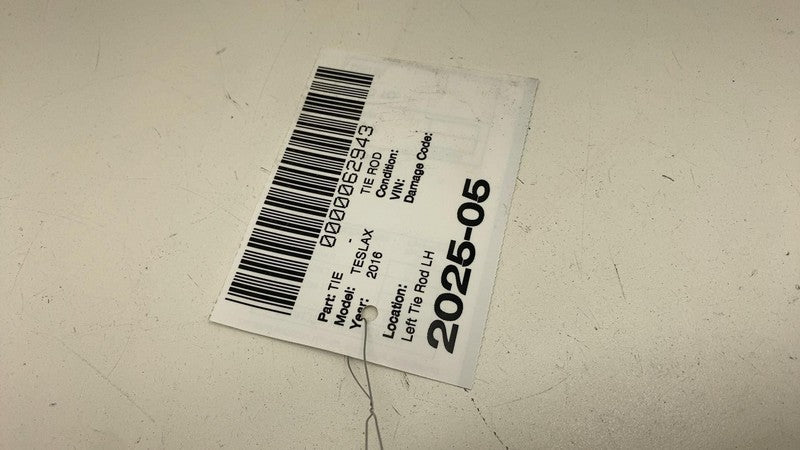 0000062943
Part: TIE - TIE ROD
Model: TESLAX Condition:
Year: 2016 VIN:
Damage Code:
Location:
Left Tie Rod LH
2025-05